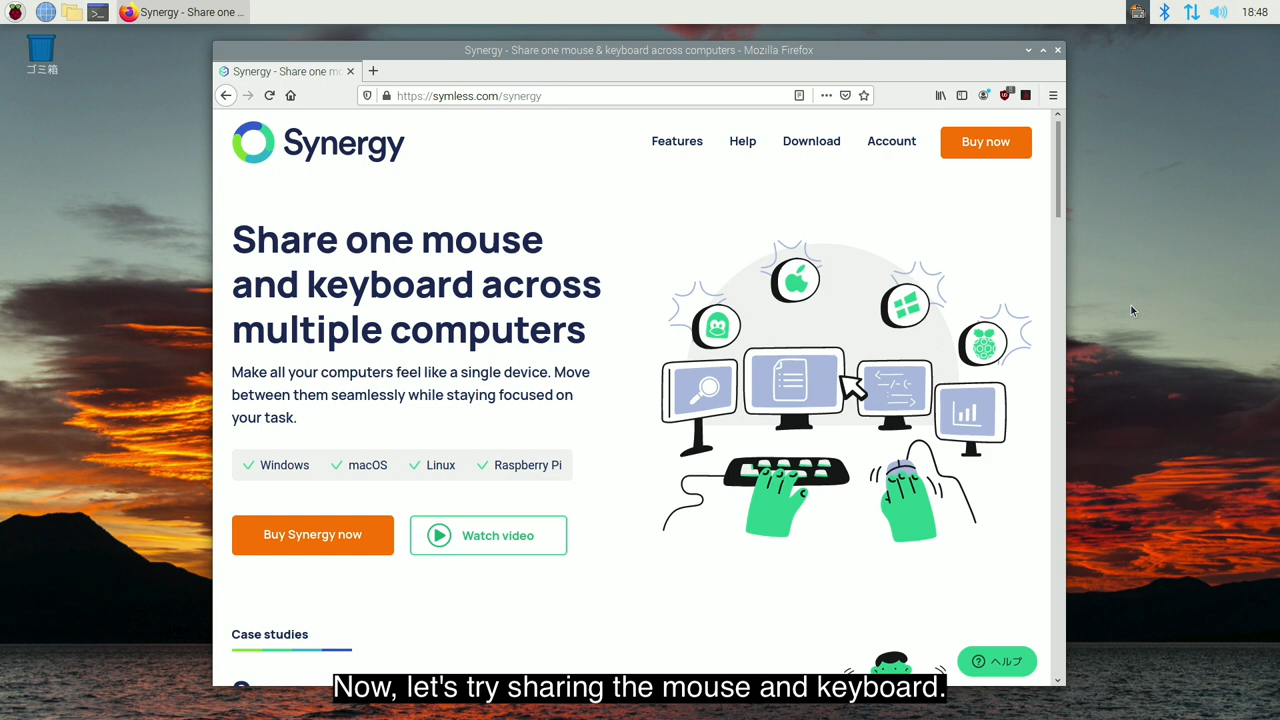 Synergy - Share one ...
18:48
ゴミ箱
Synergy - Share one mouse & keyboard across computers - Mozilla Firefox
Synergy - Share one mo
https://symless.com/synergy
Synergy
Features
Help
Download
Account
Buy now
Share one mouse
and keyboard across
multiple computers
Make all your computers feel like a single device. Move
between them seamlessly while staying focused on
your task.
Windows
macOS
Linux
Raspberry Pi
Buy Synergy now
Watch video
Case studies
ヘルプ
Now, let's try sharing the mouse and keyboard.